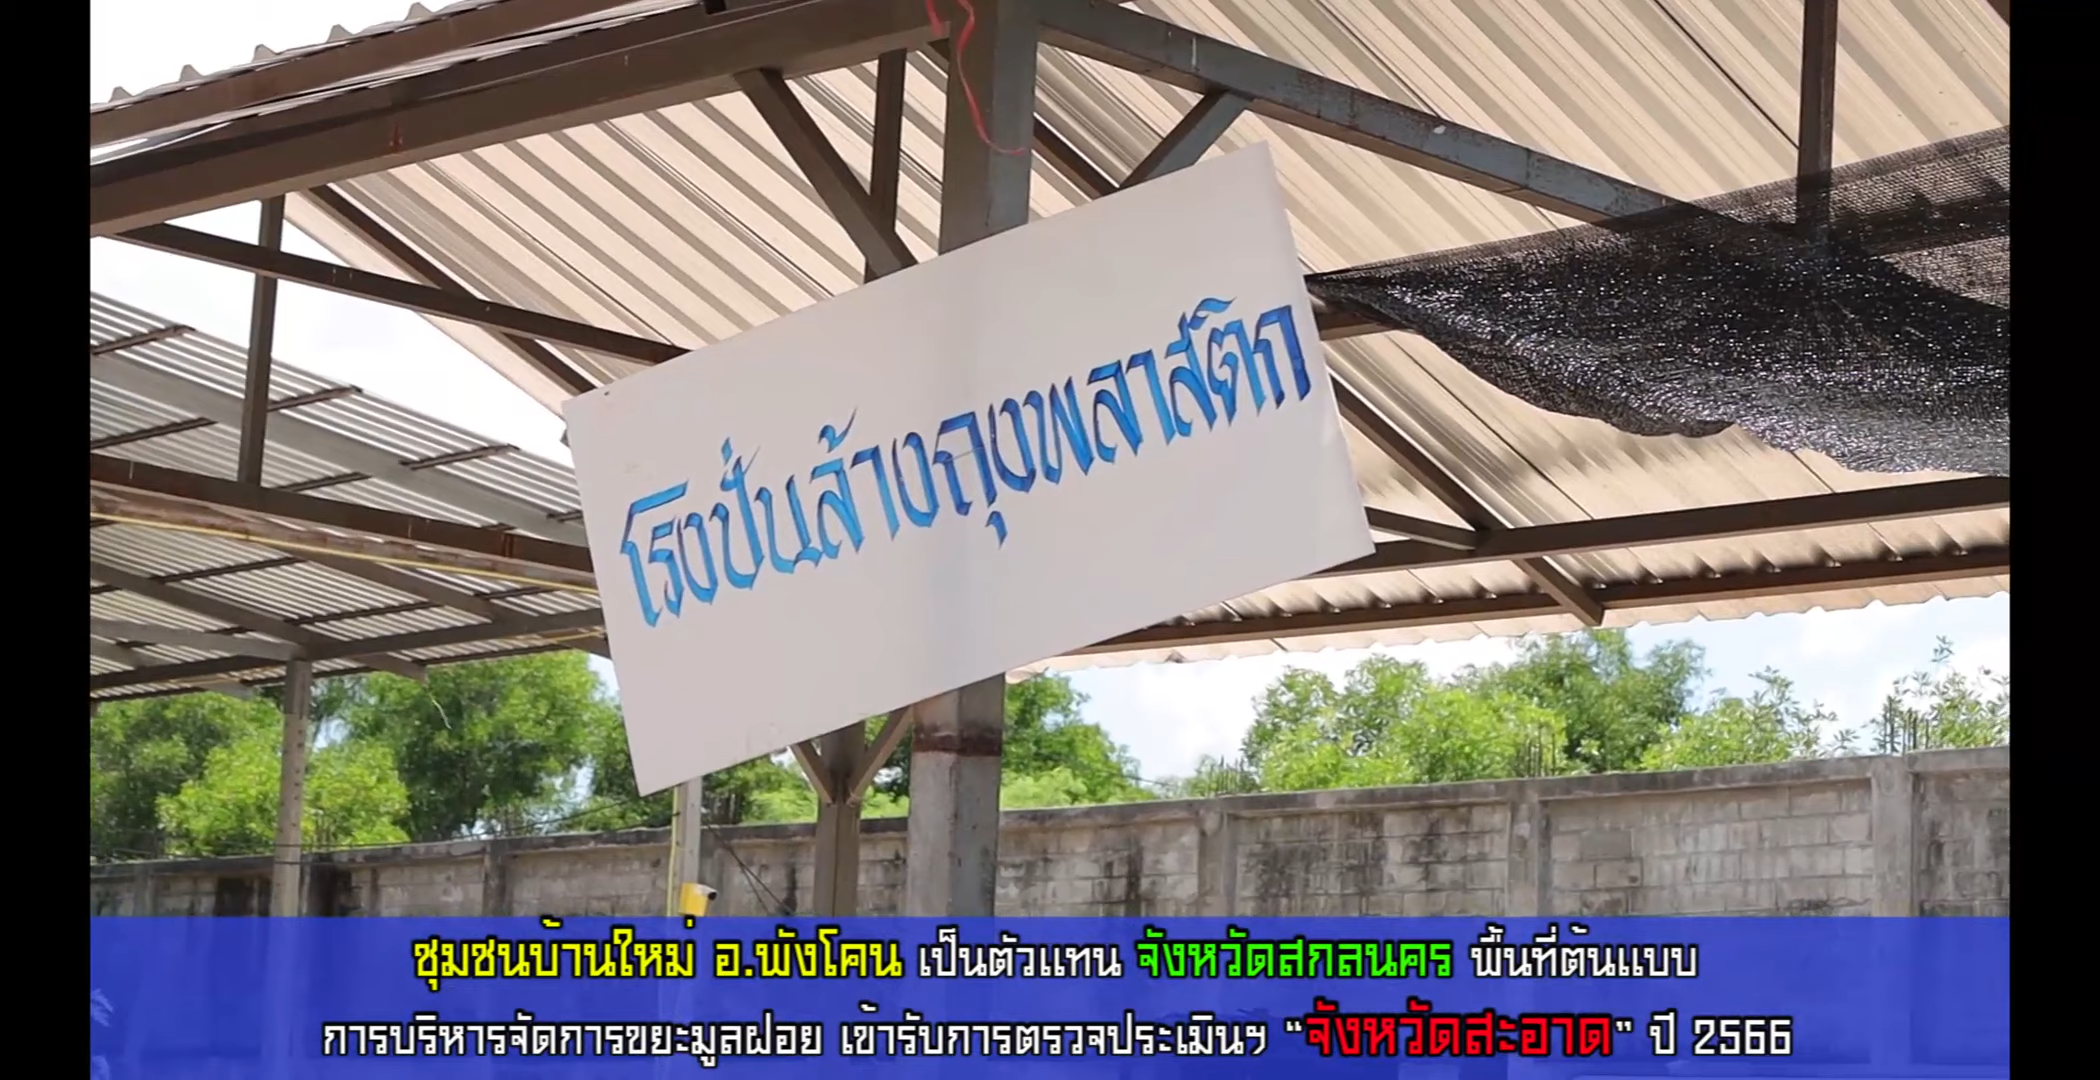 โรงปั่นล้างถุงพลาสติก
ชุมชนบ้านใหม่ อ.พังโคน เป็นตัวแทน จังหวัดสกลนคร พื้นที่ต้นแบบ
การบริหารจัดการขยะมูลฝอย เข้ารับการตรวจประเมินฯ “จังหวัดสะอาด” ปี 2566